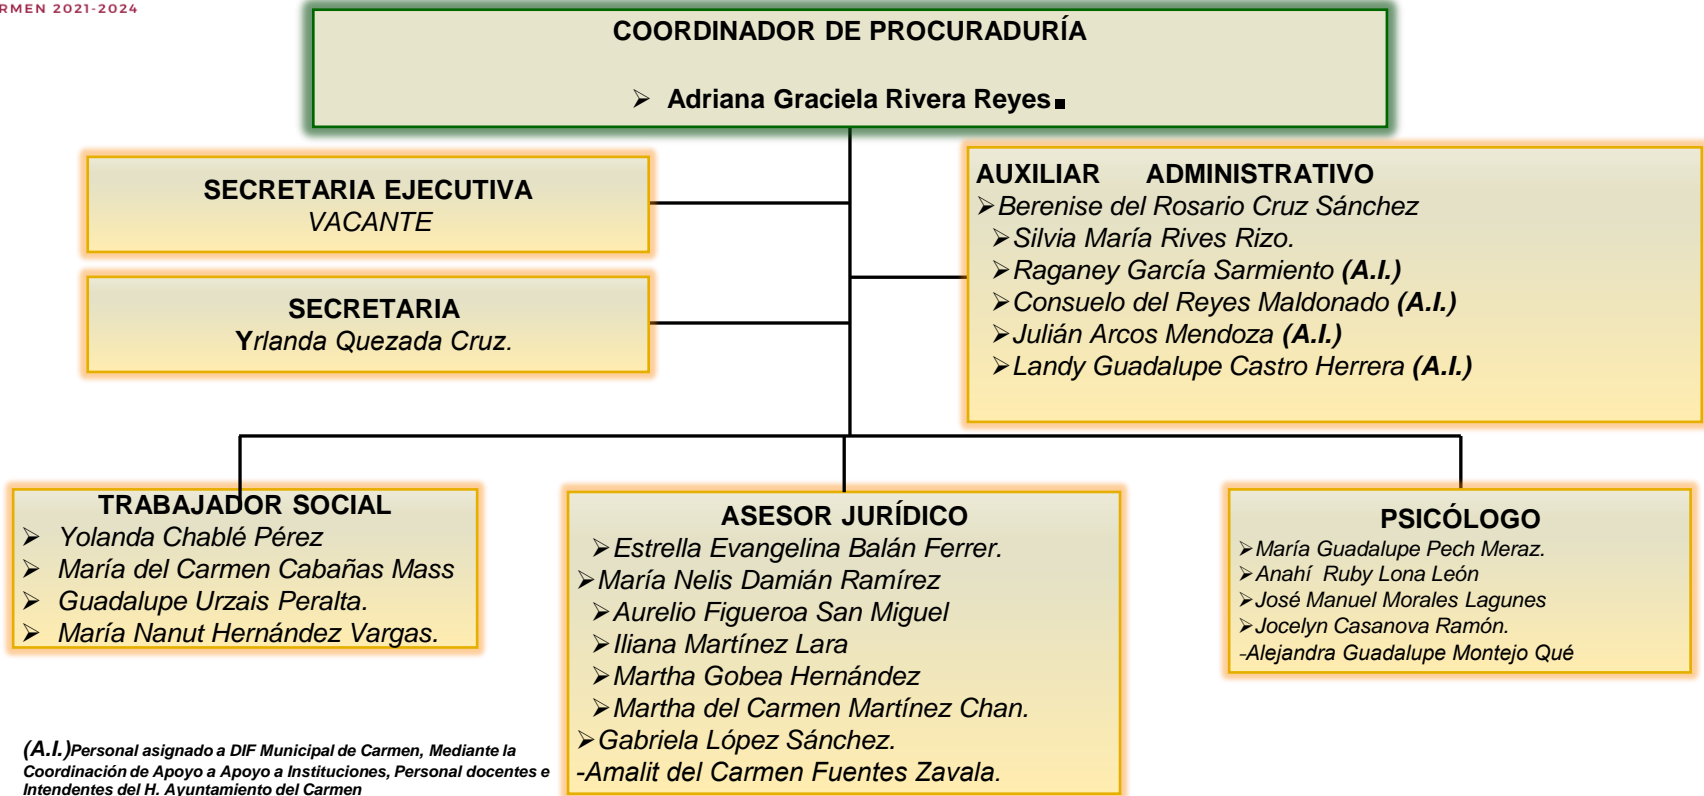 RMEN 2021-2024
COORDINADOR DE PROCURADURÍA
➢ Adriana Graciela Rivera Reyes.
SECRETARIA EJECUTIVA
VACANTE
SECRETARIA
Yrlanda Quezada Cruz.
AUXILIAR ADMINISTRATIVO
➢Berenise del Rosario Cruz Sánchez
➢Silvia María Rives Rizo.
➢Raganey García Sarmiento (A.I.)
➢Consuelo del Reyes Maldonado (A.I.)
➢Julián Arcos Mendoza (A.I.)
➢Landy Guadalupe Castro Herrera (A.I.)
TRABAJADOR SOCIAL
➢ Yolanda Chablé Pérez
➢ María del Carmen Cabañas Mass
➢ Guadalupe Urzais Peralta.
➢ María Nanut Hernández Vargas.
ASESOR JURÍDICO
➢Estrella Evangelina Balán Ferrer.
➢María Nelis Damián Ramírez
➢Aurelio Figueroa San Miguel
➢Iliana Martínez Lara
➢Martha Gobea Hernández
➢Martha del Carmen Martínez Chan.
➢Gabriela López Sánchez.
-Amalit del Carmen Fuentes Zavala.
PSICÓLOGO
➢María Guadalupe Pech Meraz.
➢Anahí Ruby Lona León
➢José Manuel Morales Lagunes
➢Jocelyn Casanova Ramón.
-Alejandra Guadalupe Montejo Qué
(A.I.)Personal asignado a DIF Municipal de Carmen, Mediante la
Coordinación de Apoyo a Apoyo a Instituciones, Personal docentes e
Intendentes del H. Ayuntamiento del Carmen